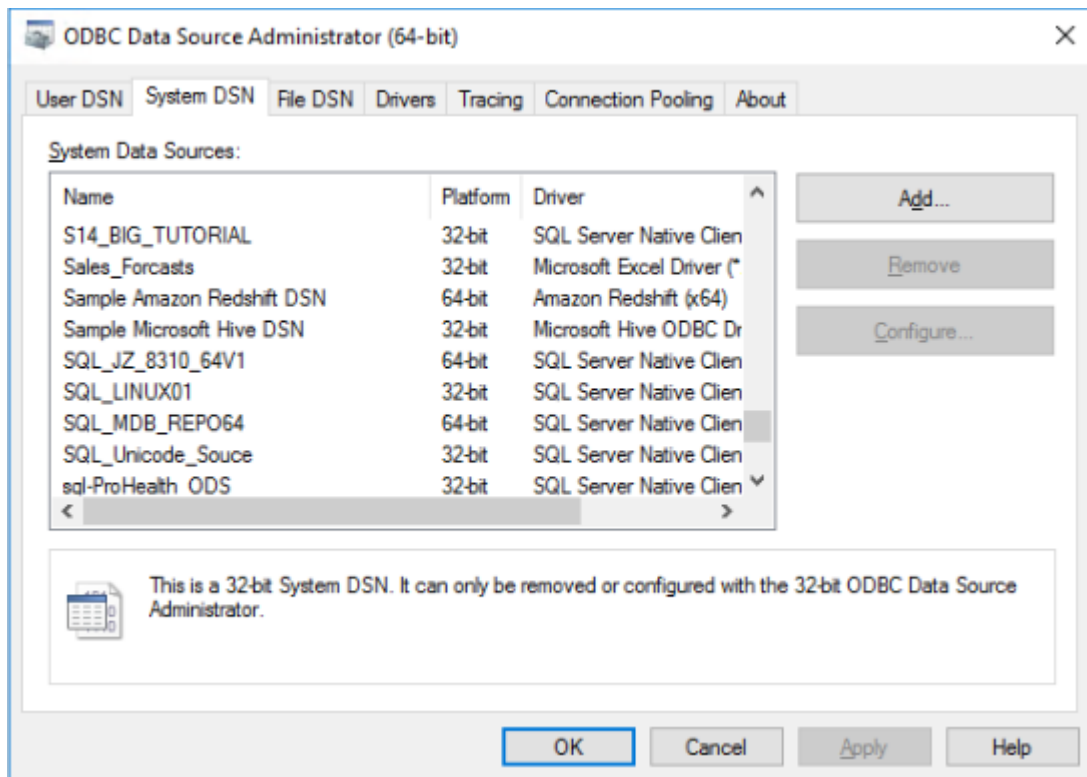 ODBC Data Source Administrator (64-bit)
User DSN System DSN File DSN Drivers Tracing Connection Pooling About
System Data Sources:
Name Platform Driver
S14_BIG_TUTORIAL 32-bit SQL Server Native Clien
Sales_Forcasts 32-bit Microsoft Excel Driver (*
Sample Amazon Redshift DSN 64-bit Amazon Redshift (x64)
Sample Microsoft Hive DSN 32-bit Microsoft Hive ODBC Dr
SQL_JZ_8310_64V1 64-bit SQL Server Native Clien
SQL_LINUX01 32-bit SQL Server Native Clien
SQL_MDB_REPO64 64-bit SQL Server Native Clien
SQL_Unicode_Souce 32-bit SQL Server Native Clien
sql-ProHealth_ODS 32-bit SQL Server Native Clien
Add...
Remove
Configure...
This is a 32-bit System DSN. It can only be removed or configured with the 32-bit ODBC Data Source
Administrator.
OK Cancel Apply Help